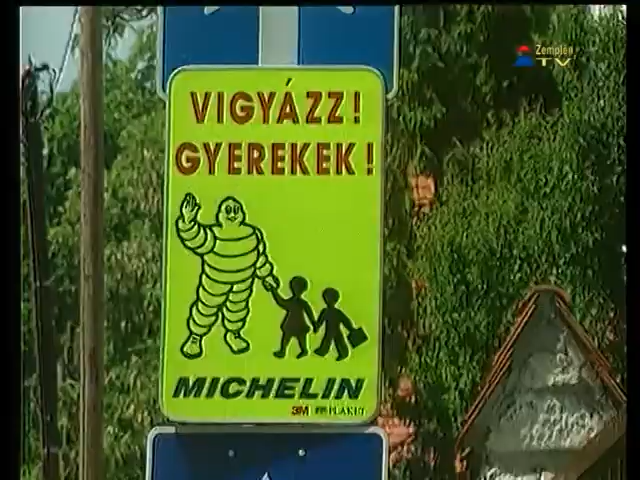 Zemplén
TV
VIGYÁZZ!
GYEREKEK!
MICHELIN
3M